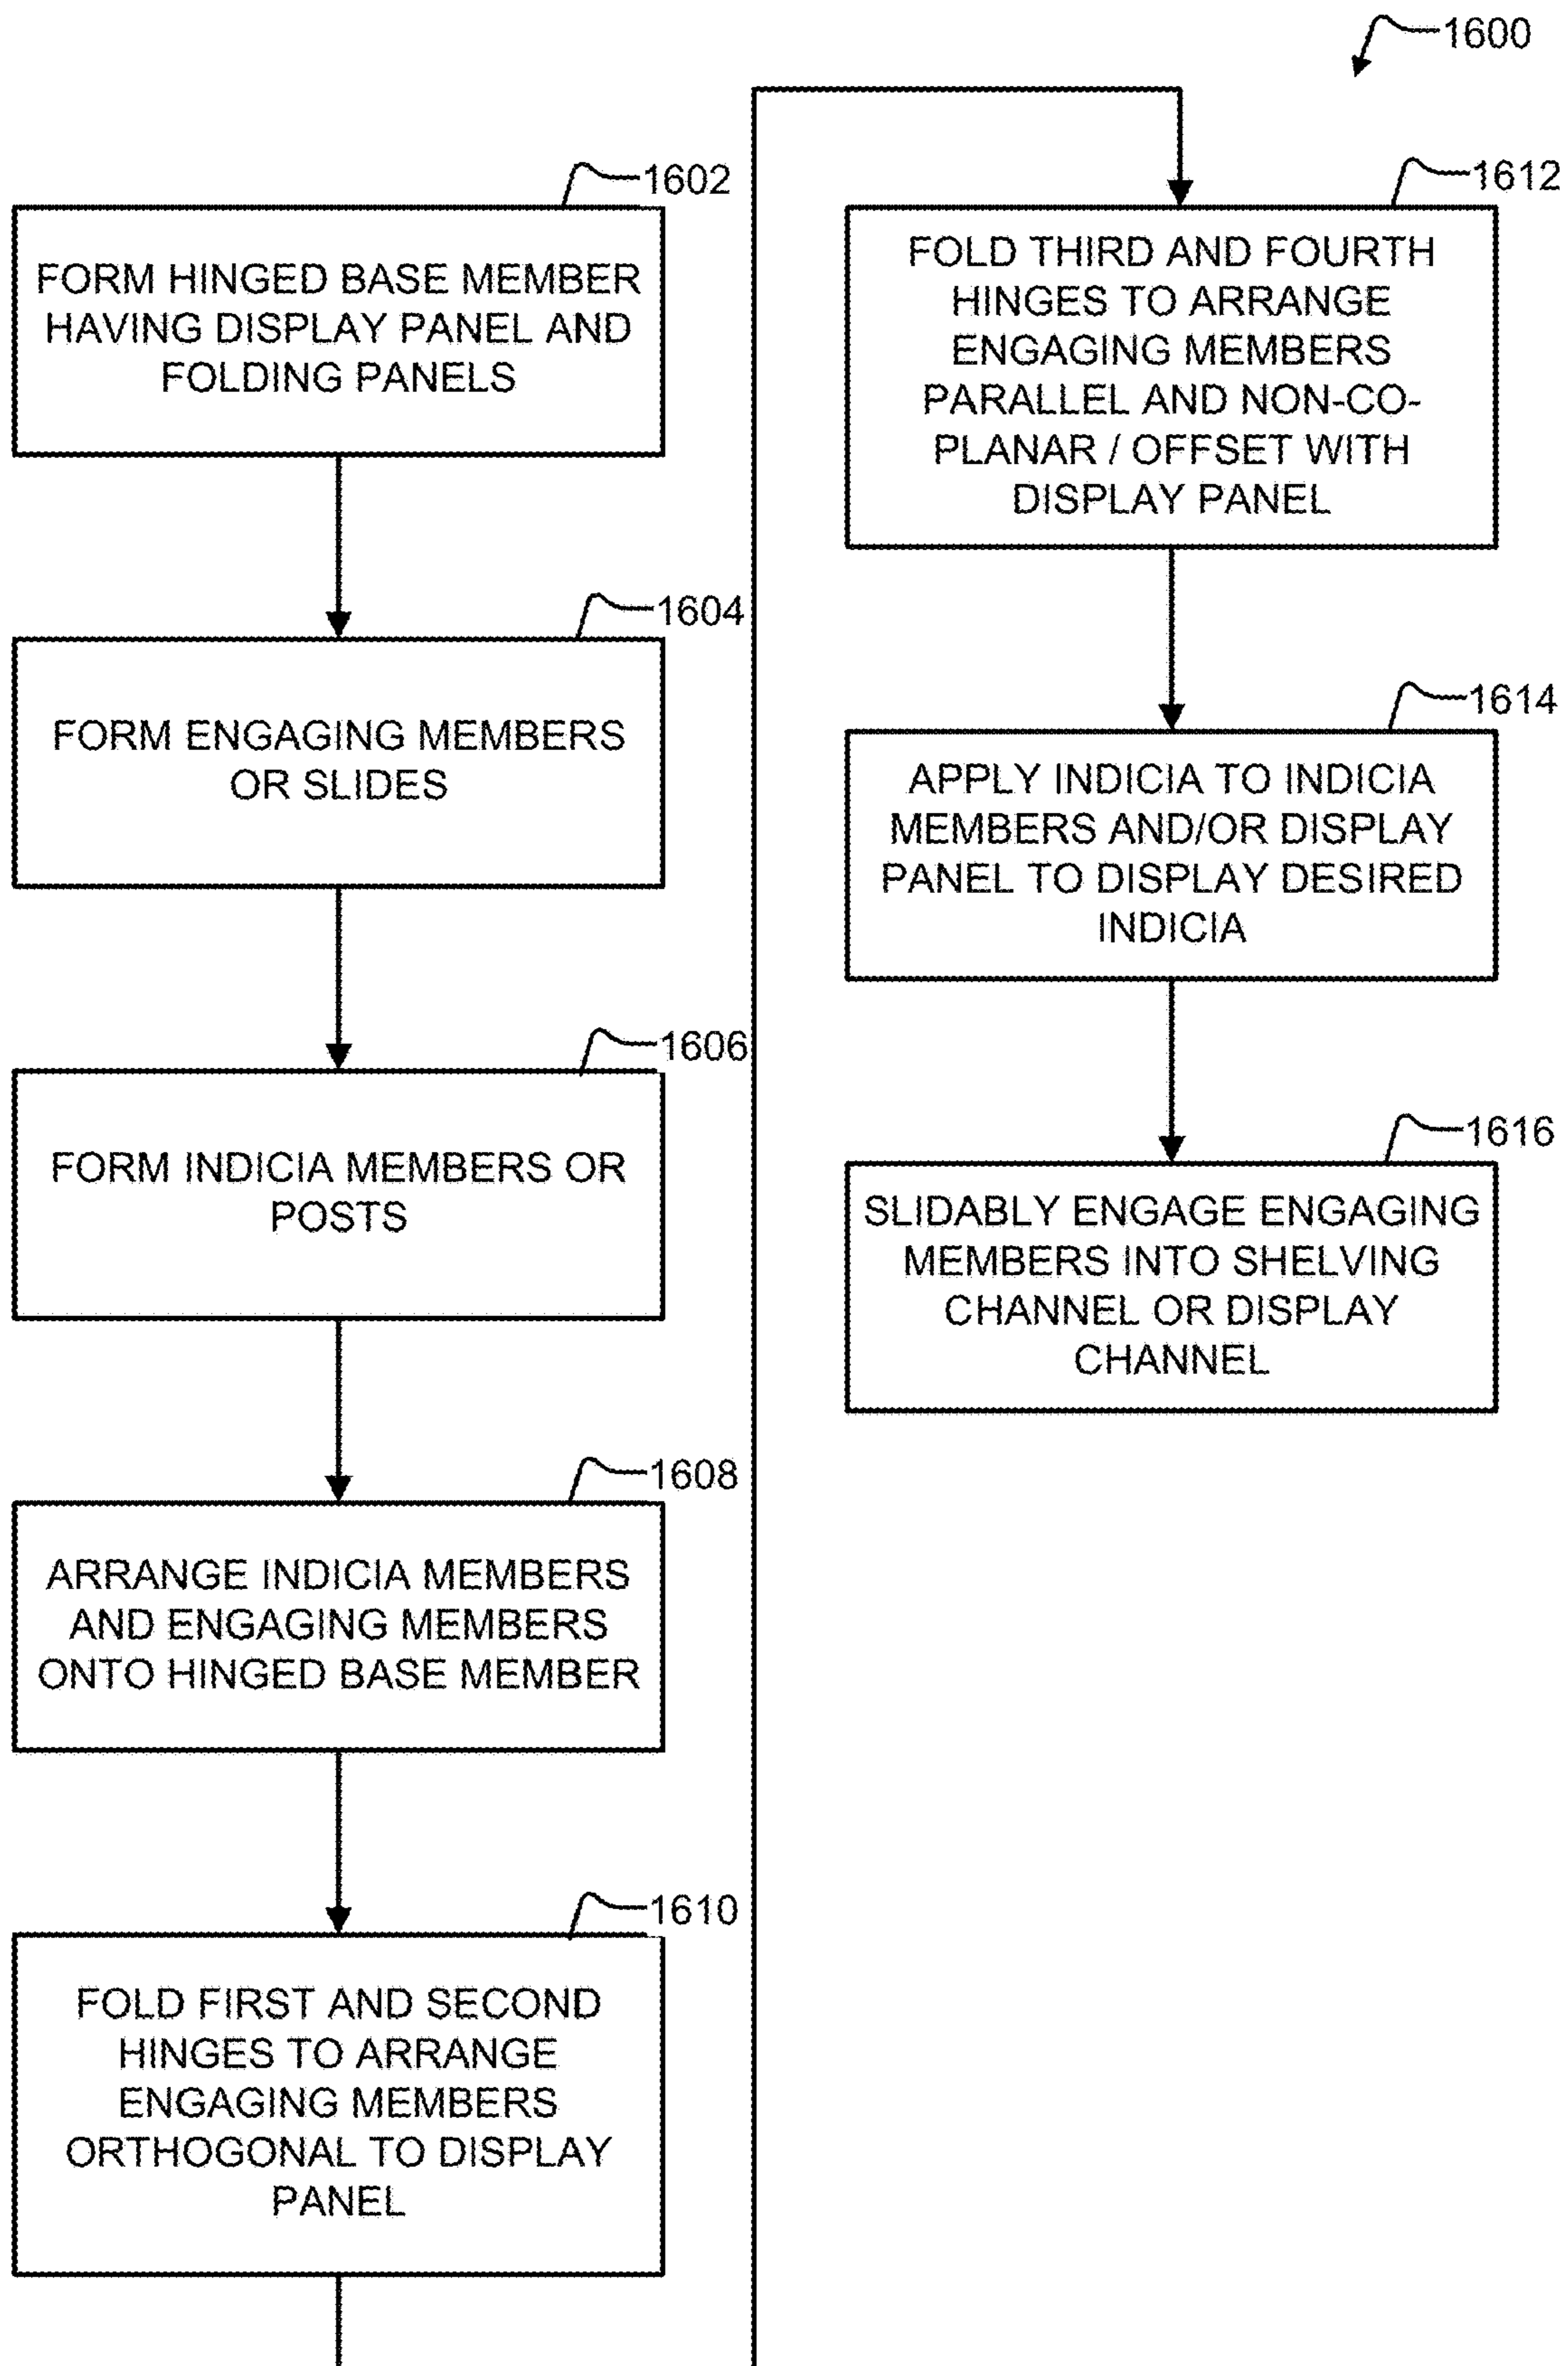 1600
1602
FORM HINGED BASE MEMBER
HAVING DISPLAY PANEL AND
FOLDING PANELS
1604
FORM ENGAGING MEMBERS
OR SLIDES
1606
FORM INDICIA MEMBERS OR
POSTS
1608
ARRANGE INDICIA MEMBERS
AND ENGAGING MEMBERS
ONTO HINGED BASE MEMBER
1610
FOLD FIRST AND SECOND
HINGES TO ARRANGE
ENGAGING MEMBERS
ORTHOGONAL TO DISPLAY
PANEL
1612
FOLD THIRD AND FOURTH
HINGES TO ARRANGE
ENGAGING MEMBERS
PARALLEL AND NON-CO-
PLANAR / OFFSET WITH
DISPLAY PANEL
1614
APPLY INDICIA TO INDICIA
MEMBERS AND/OR DISPLAY
PANEL TO DISPLAY DESIRED
INDICIA
1616
SLIDABLY ENGAGE ENGAGING
MEMBERS INTO SHELVING
CHANNEL OR DISPLAY
CHANNEL